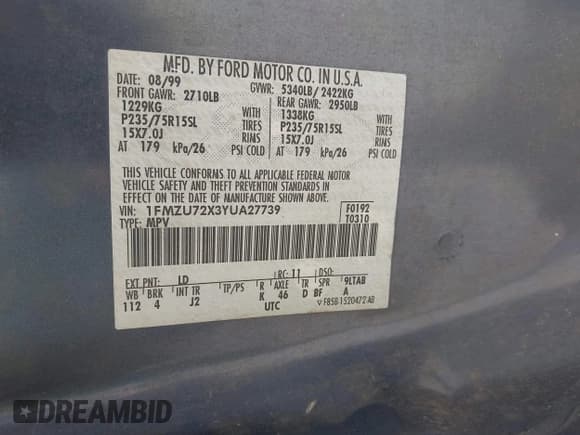 MFD. BY FORD MOTOR CO. IN U.S.A.
DATE: 08/99 GVWR: 5340LB/ 2422KG
FRONT GAWR: 2710LB REAR GAWR: 2950LB
1229KG WITH 1338KG WITH
P235/75R15SL TIRES P235/75R15SL TIRES
15X7.0J RIMS 15X7.0J RIMS
AT 179 kPa/26 PSI COLD AT 179 kPa/26 PSI COLD
THIS VEHICLE CONFORMS TO ALL APPLICABLE FEDERAL MOTOR
VEHICLE SAFETY AND THEFT PREVENTION STANDARDS IN
EFFECT ON THE DATE OF MANUFACTURE SHOWN ABOVE.
VIN: 1FMZU72X3YUA27739 F0192
TYPE: MPV T0310
EXT PNT: LD RC: 11 DSO:
WB BRK INT TR TP/PS R AXLE TR SPR 9LTAB
112 4 J2 K 46 D BF A
UTC F85B 1520472 AB
DREAMBID